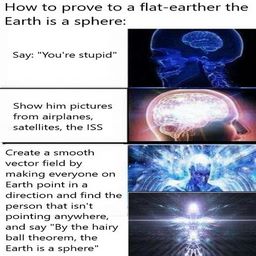 How to prove to a flat-earther the
Earth is a sphere:
Say: "You're stupid"
Show him pictures
from airplanes,
satellites, the ISS
Create a smooth
vector field by
making everyone on
Earth point in a
direction and find the
person that isn't
pointing anywhere,
and say "By the hairy
ball theorem, the
Earth is a sphere"